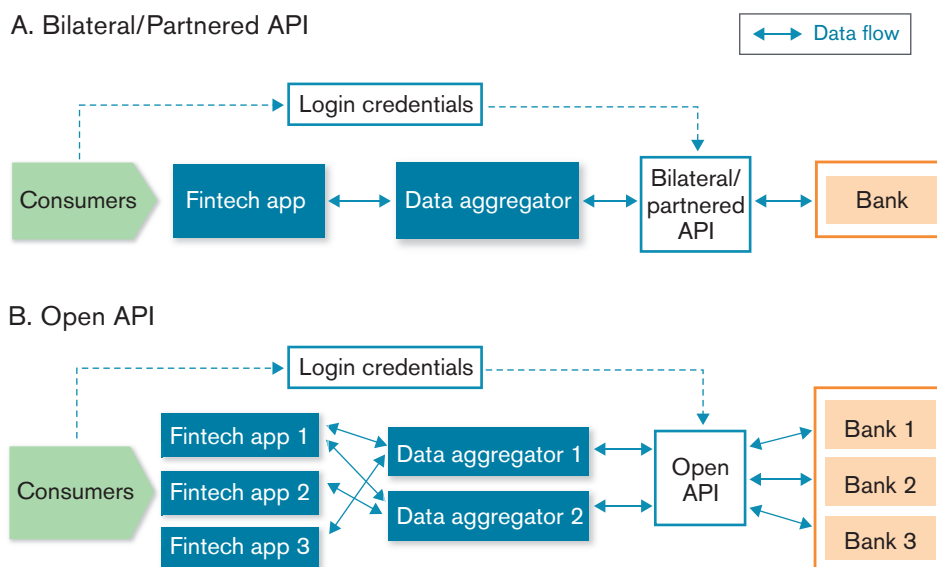 A. Bilateral/Partnered API
Data flow
Login credentials
Consumers
Fintech app
Data aggregator
Bilateral/
partnered
API
Bank
B. Open API
Login credentials
Consumers
Fintech app 1
Fintech app 2
Fintech app 3
Data aggregator 1
Data aggregator 2
Open
API
Bank 1
Bank 2
Bank 3